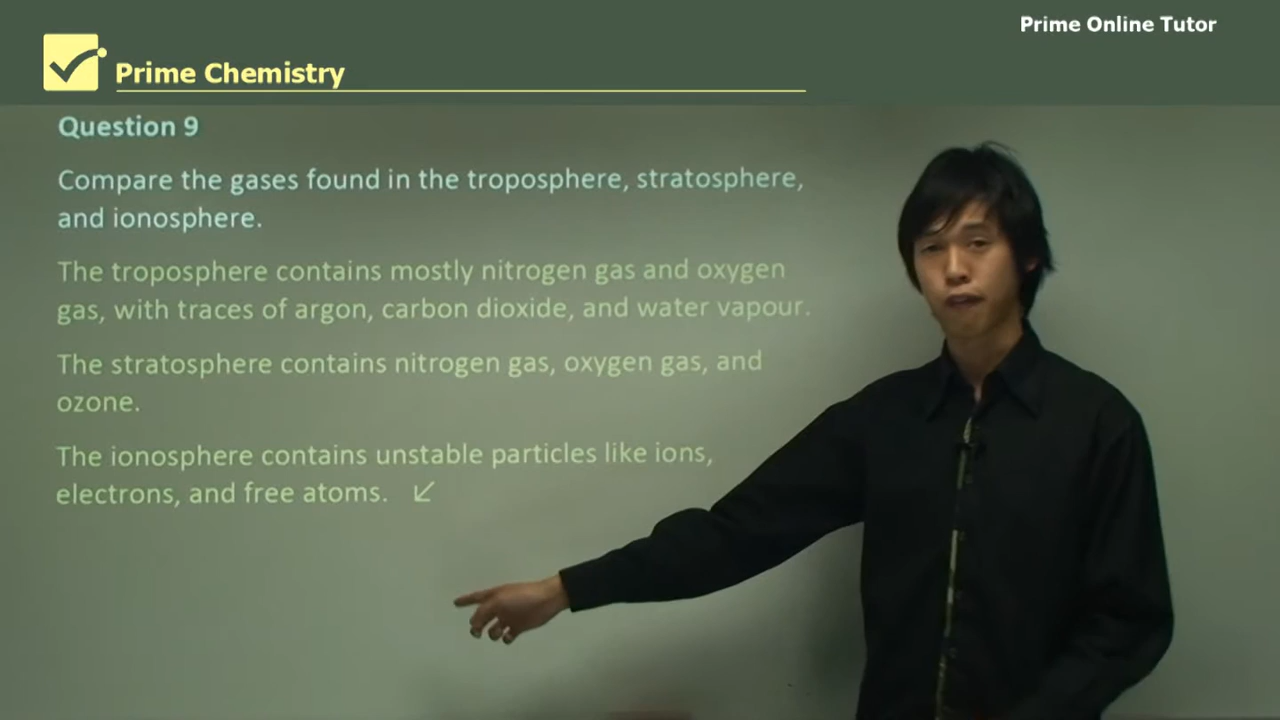 Prime Online Tutor
Prime Chemistry
Question 9
Compare the gases found in the troposphere, stratosphere,
and ionosphere.
The troposphere contains mostly nitrogen gas and oxygen
gas, with traces of argon, carbon dioxide, and water vapour.
The stratosphere contains nitrogen gas, oxygen gas, and
ozone.
The ionosphere contains unstable particles like ions,
electrons, and free atoms. ↙